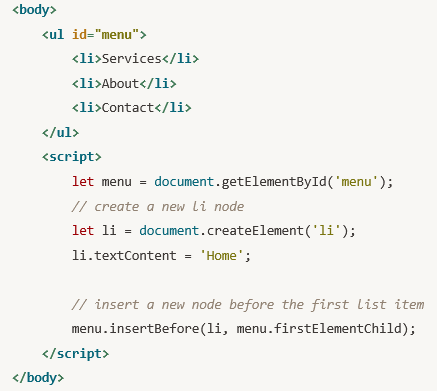 <body>
    <ul id="menu">
        <li>Services</li>
        <li>About</li>
        <li>Contact</li>
    </ul>
    <script>
        let menu = document.getElementById('menu');
        // create a new li node
        let li = document.createElement('li');
        li.textContent = 'Home';

        // insert a new node before the first list item
        menu.insertBefore(li, menu.firstElementChild);
    </script>
</body>